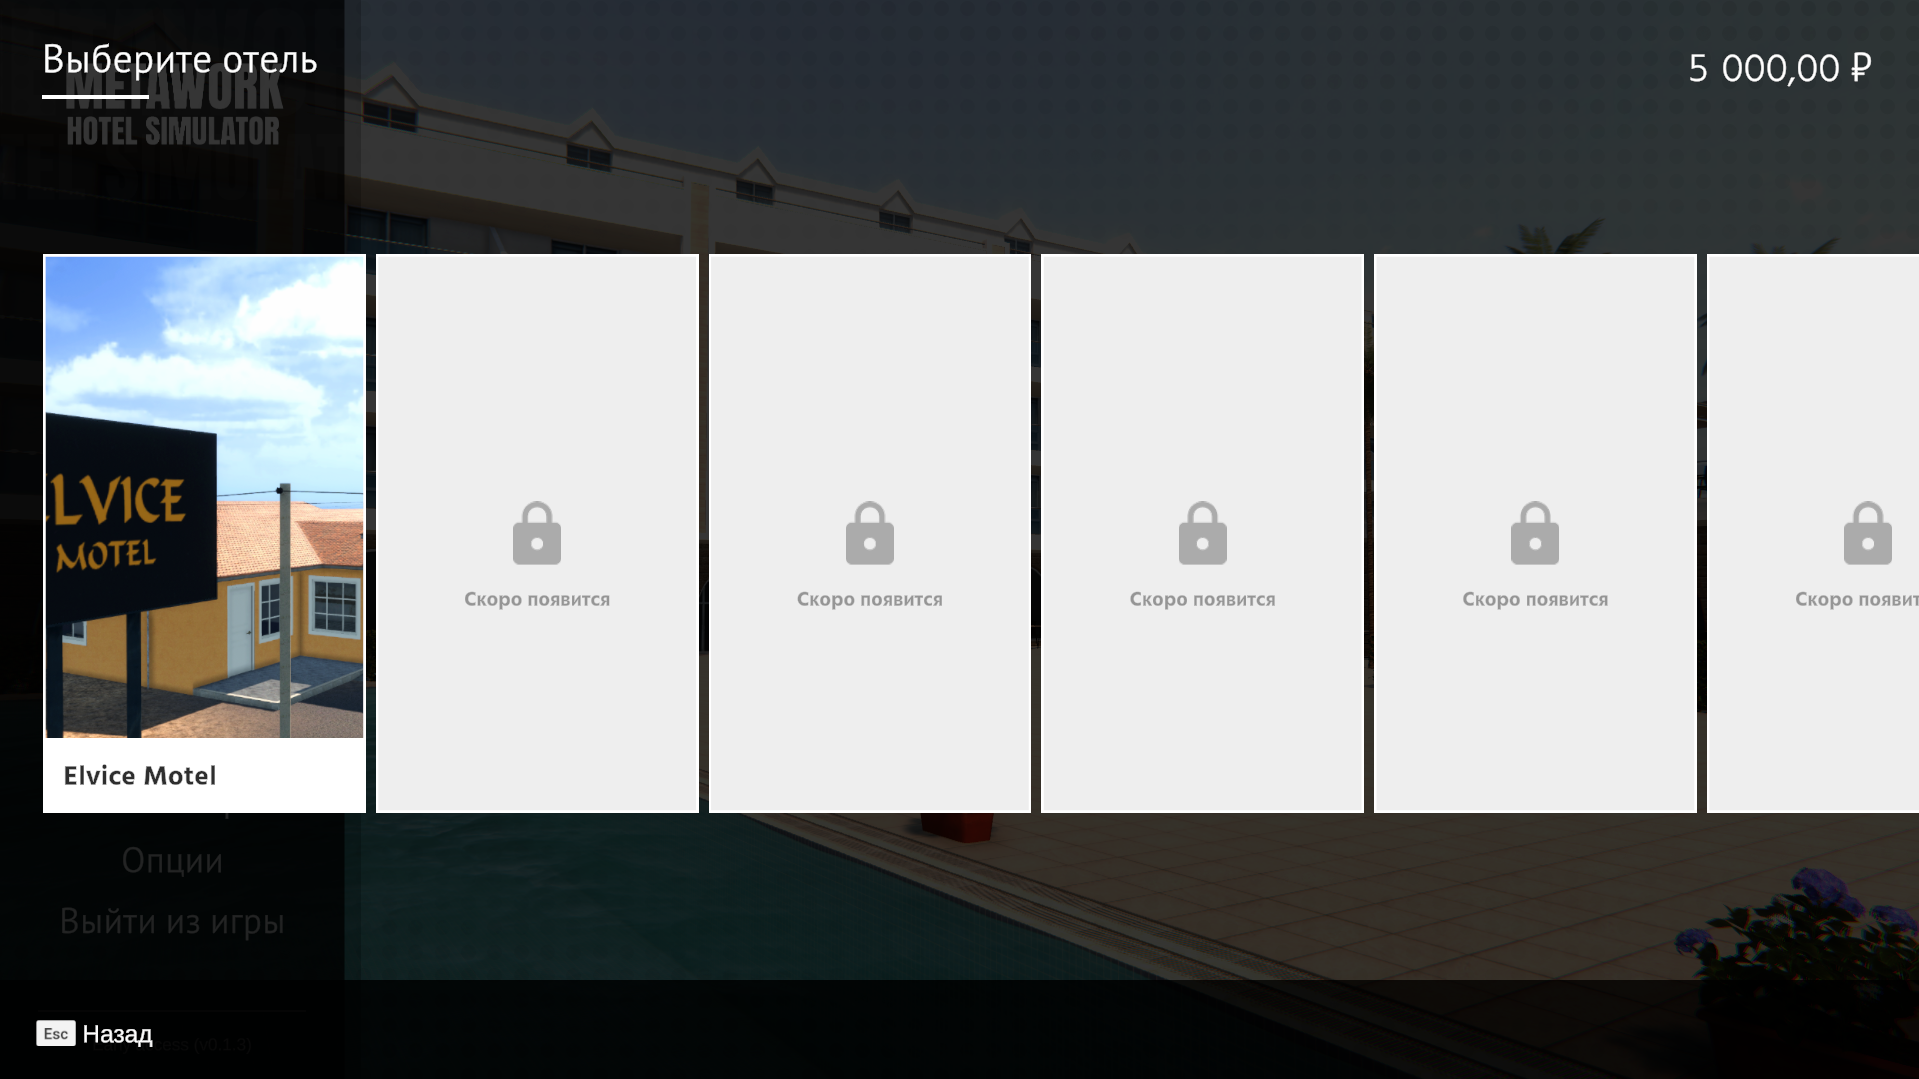 Выберите отель
5 000,00 ₽
METAWORK
HOTEL SIMULATOR
LVICE
MOTEL
Elvice Motel
Скоро появится
Скоро появится
Скоро появится
Скоро появится
Скоро появит
Опции
Выйти из игры
Esc Назад
(v0.1.3)